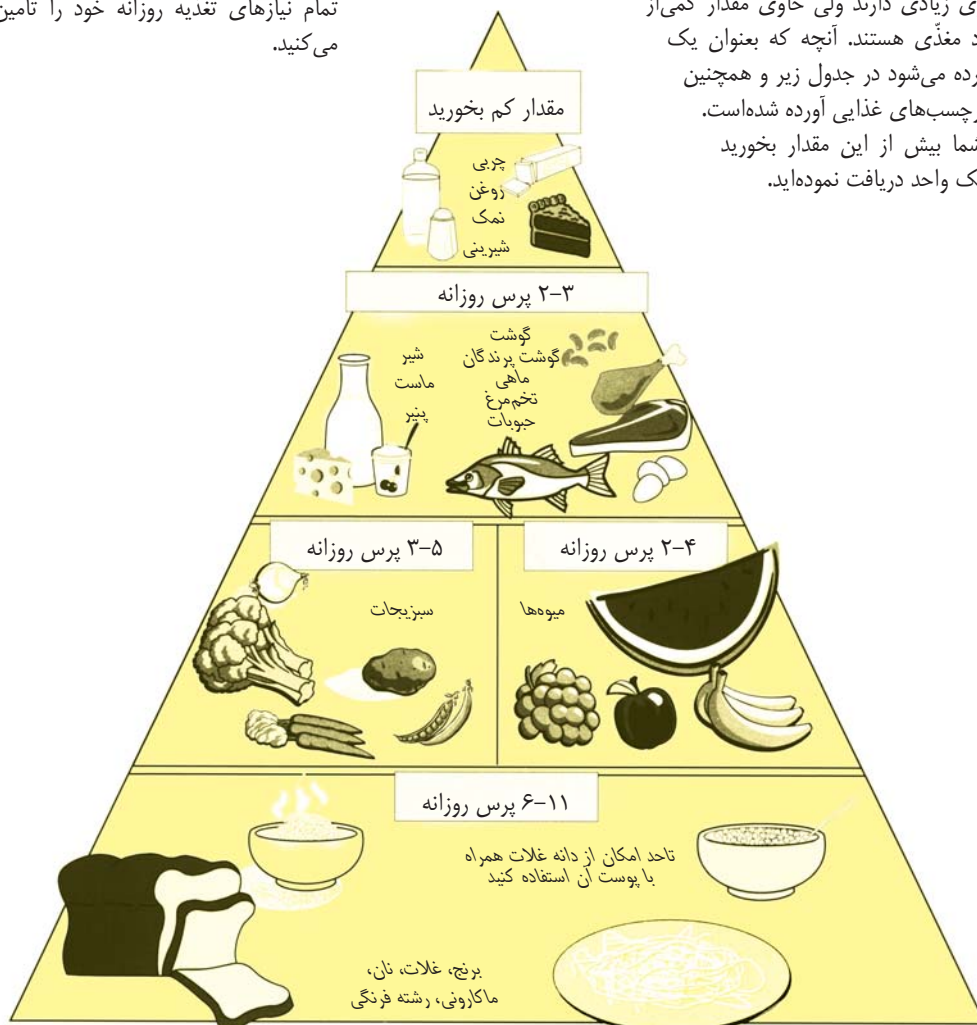 ی زیادی دارند ولی حاوی مقدار کمی‌از
د مغذّی هستند. آنچه که بعنوان یک
رده می‌شود در جدول زیر و همچنین
رچسب‌های غذایی آورده شده‌است.
شما بیش از این مقدار بخورید
ک واحد دریافت نموده‌اید.
تمام نیازهای تغذیه روزانه خود را تامین
می‌کنید.
مقدار کم بخورید
چربی
روغن
نمک
شیرینی
۲-۳ پرس روزانه
گوشت
گوشت پرندگان
ماهی
تخم‌مرغ
حبوبات
شیر
ماست
پنیر
۲-۴ پرس روزانه
میوه‌ها
۳-۵ پرس روزانه
سبزیجات
۶-۱۱ پرس روزانه
تاحد امکان از دانه غلات همراه
با پوست آن استفاده کنید
برنج، غلات، نان،
ماکارونی، رشته فرنگی